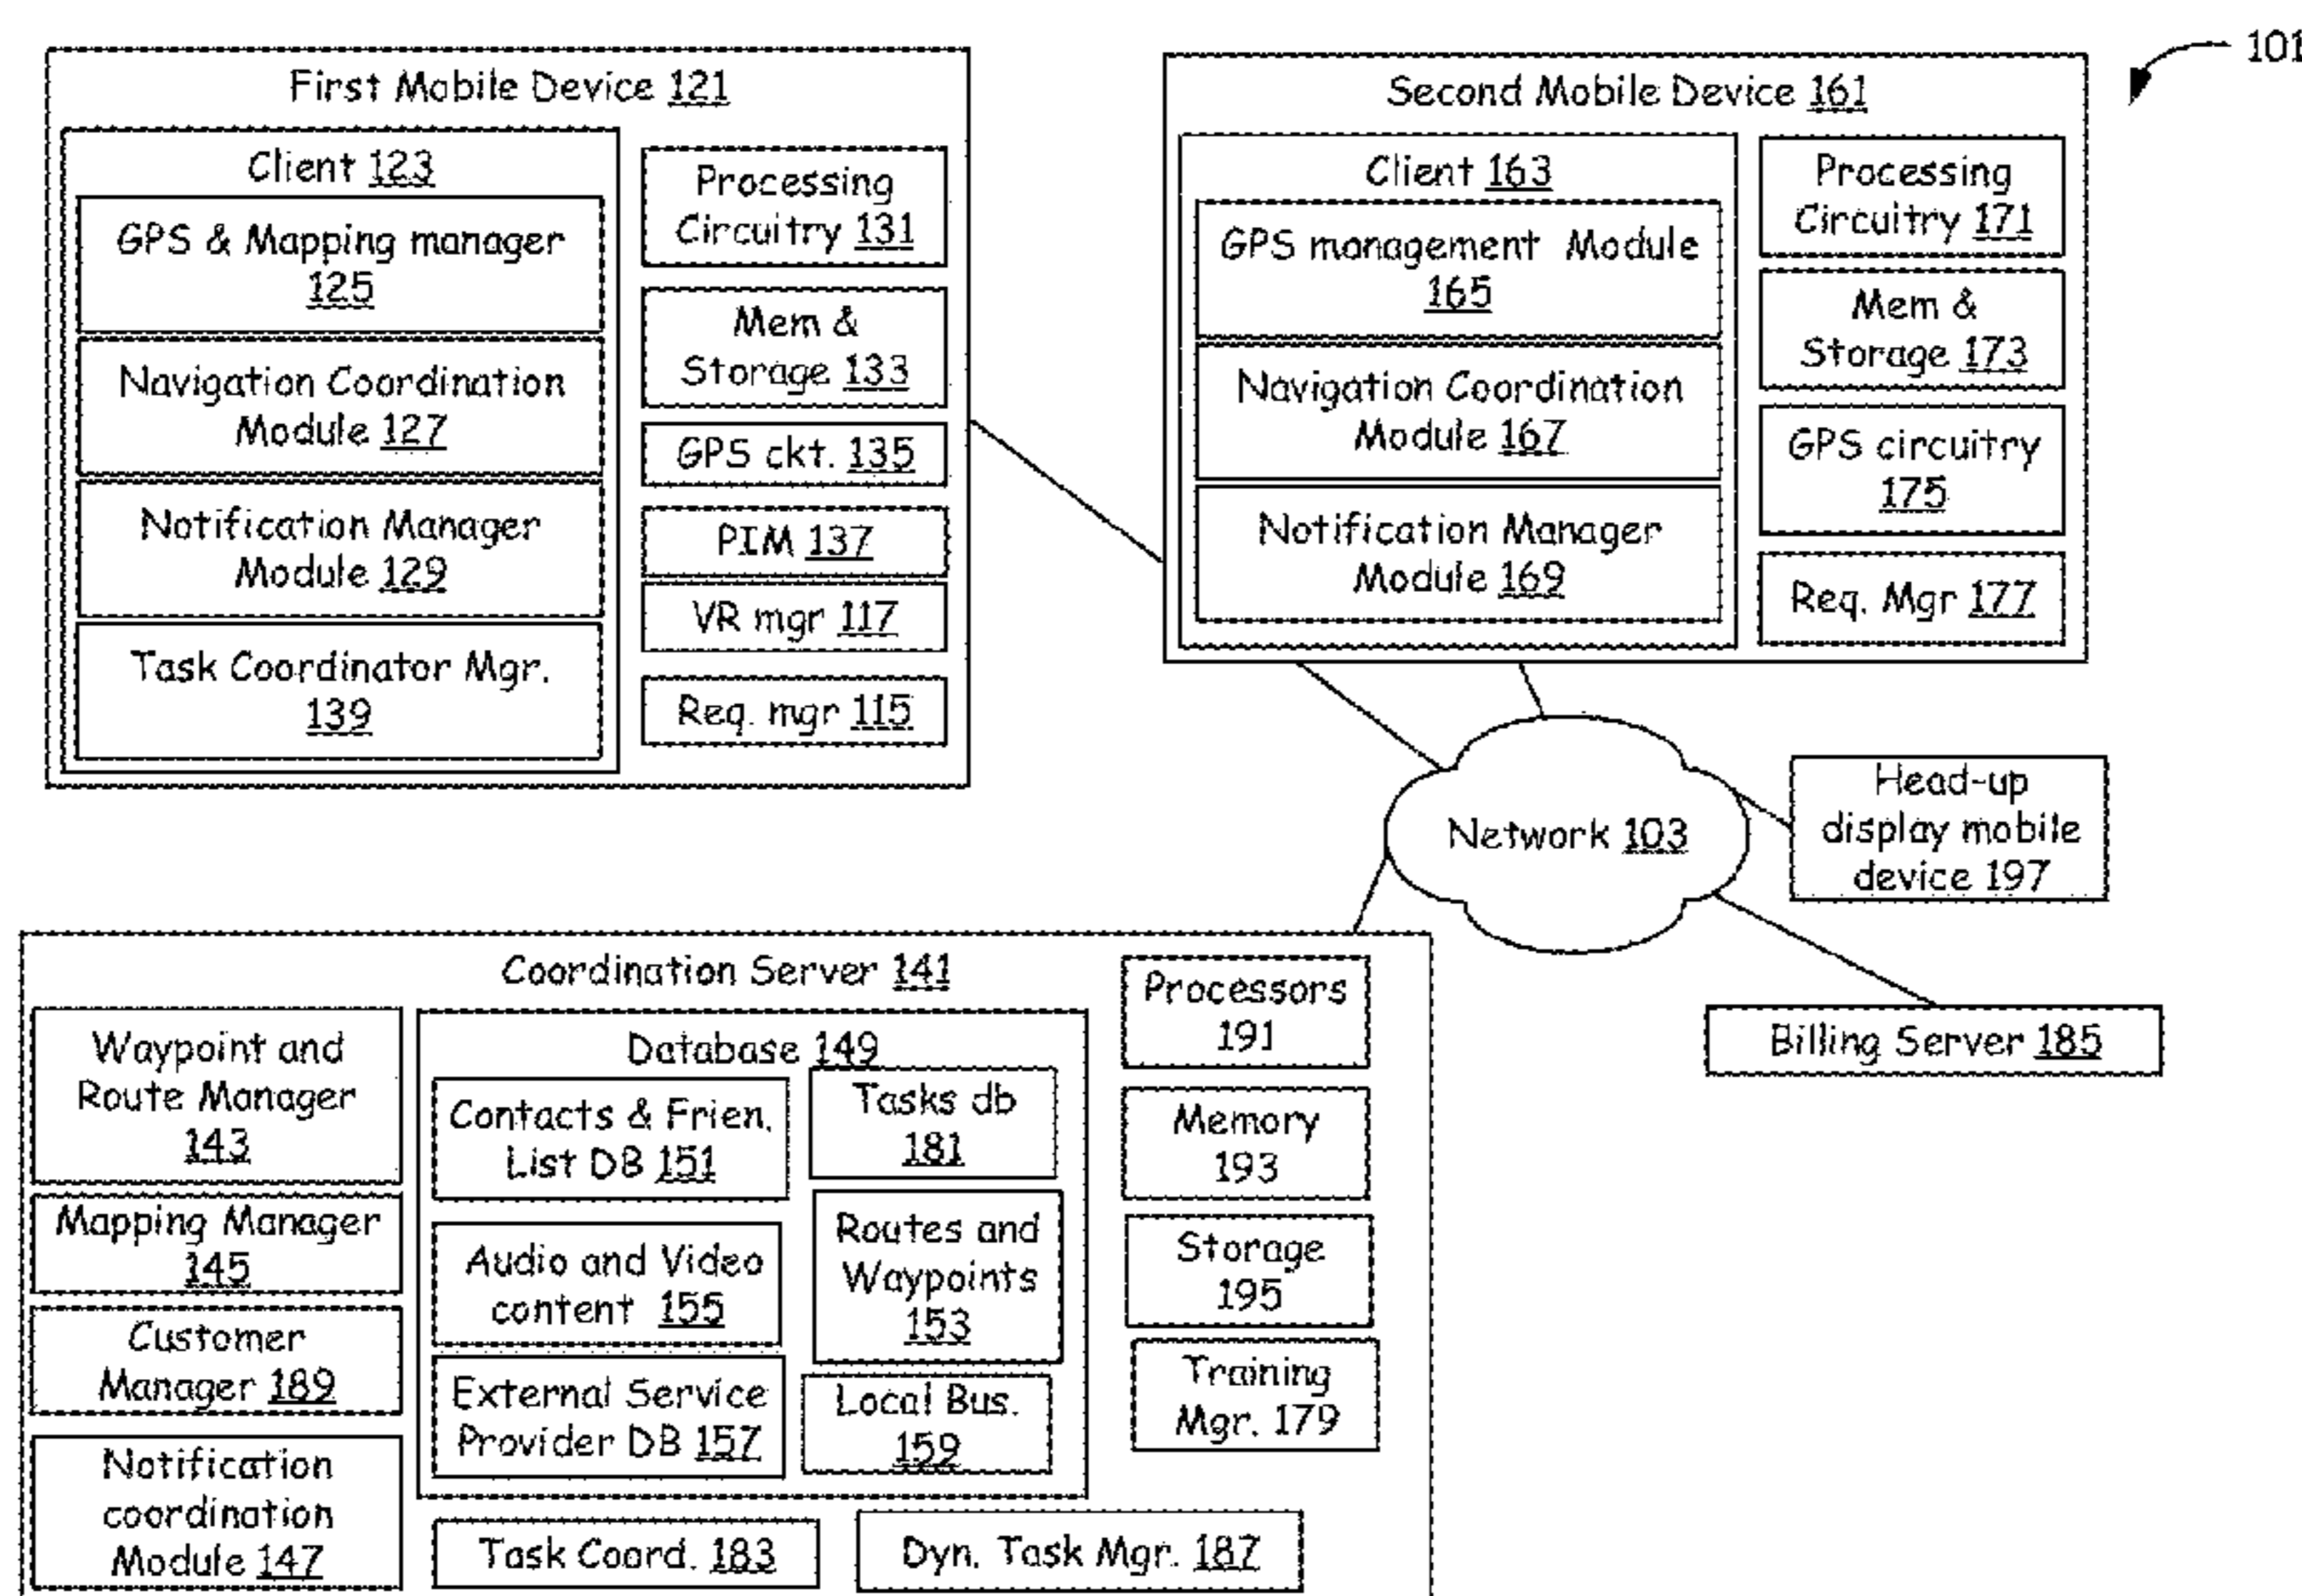 101
First Mobile Device 121
Client 123
GPS & Mapping manager
125
Navigation Coordination
Module 127
Notification Manager
Module 129
Task Coordinator Mgr.
139
Processing
Circuitry 131
Mem &
Storage 133
GPS ckt. 135
PIM 137
VR mgr 117
Req. mgr 115
Second Mobile Device 161
Client 163
GPS management Module
165
Navigation Coordination
Module 167
Notification Manager
Module 169
Processing
Circuitry 171
Mem &
Storage 173
GPS circuitry
175
Req. Mgr 177
Network 103
Head-up
display mobile
device 197
Billing Server 185
Coordination Server 141
Waypoint and
Route Manager
143
Mapping Manager
145
Customer
Manager 189
Notification
coordination
Module 147
Database 149
Contacts & Frien.
List DB 151
Audio and Video
content 155
External Service
Provider DB 157
Tasks db
181
Routes and
Waypoints
153
Local Bus.
159
Processors
191
Memory
193
Storage
195
Training
Mgr. 179
Task Coord. 183
Dyn. Task Mgr. 187